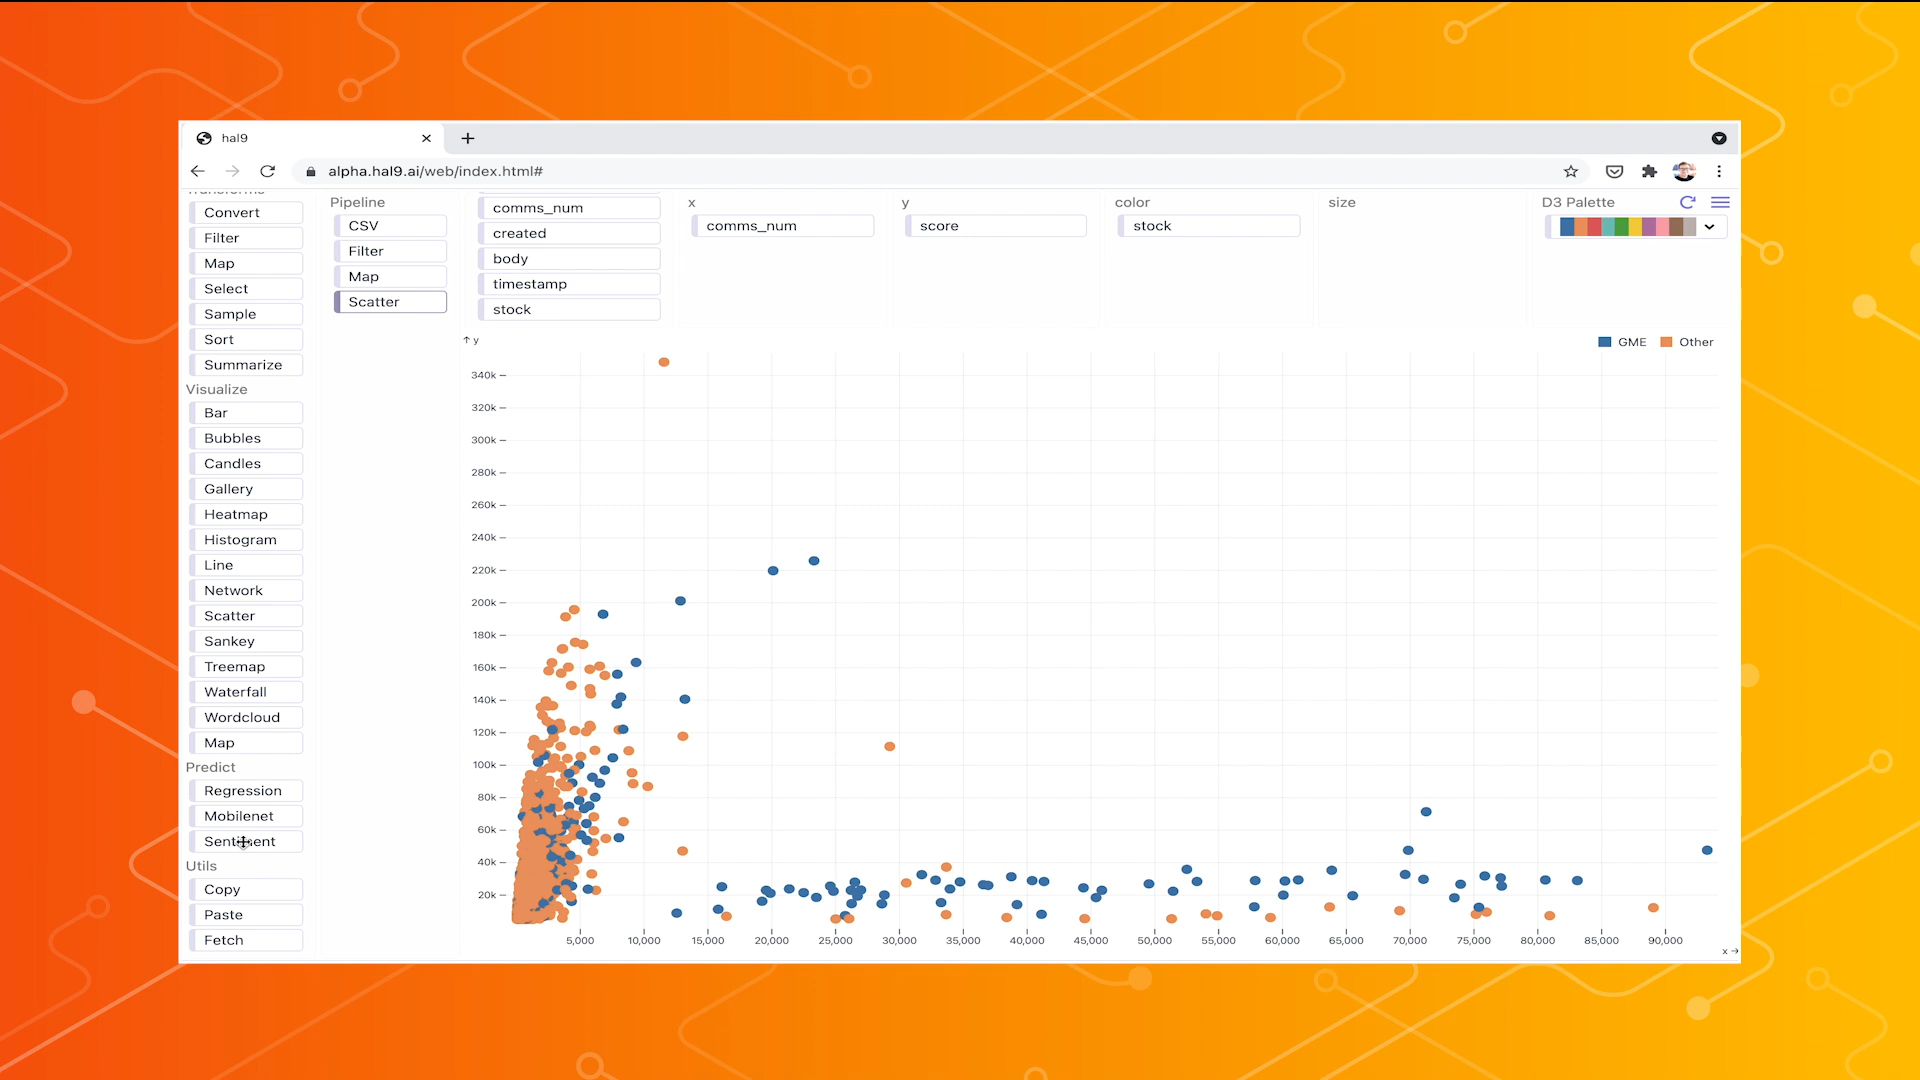 hal9
alpha.hal9.ai/web/index.html#
Transforms
Convert
Filter
Map
Select
Sample
Sort
Summarize
Visualize
Bar
Bubbles
Candles
Gallery
Heatmap
Histogram
Line
Network
Scatter
Sankey
Treemap
Waterfall
Wordcloud
Map
Predict
Regression
Mobilenet
Sentiment
Utils
Copy
Paste
Fetch
Pipeline
CSV
Filter
Map
Scatter
comms_num
created
body
timestamp
stock
x
comms_num
y
score
color
stock
size
D3 Palette
↑ y
GME
Other
340k
320k
300k
280k
260k
240k
220k
200k
180k
160k
140k
120k
100k
80k
60k
40k
20k
5,000 10,000 15,000 20,000 25,000 30,000 35,000 40,000 45,000 50,000 55,000 60,000 65,000 70,000 75,000 80,000 85,000 90,000
x →